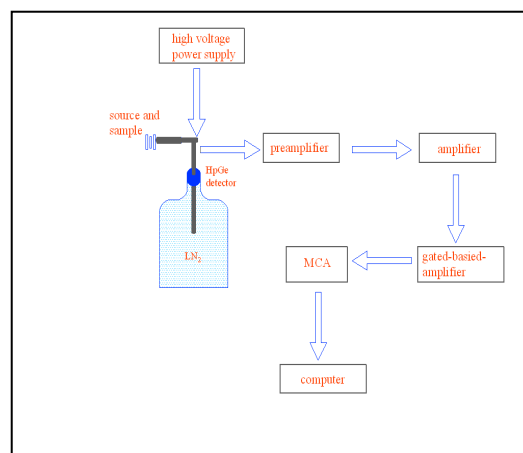 high voltage
power supply
source and
sample
preamplifier
amplifier
HpGe
detector
LN2
MCA
gated-basied-
amplifier
computer